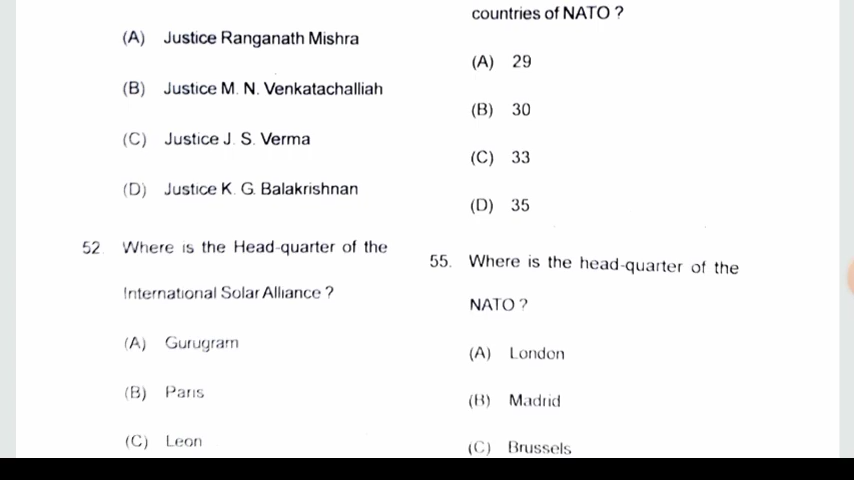 (A) Justice Ranganath Mishra
(B) Justice M. N. Venkatachalliah
(C) Justice J. S. Verma
(D) Justice K. G. Balakrishnan
52. Where is the Head-quarter of the
International Solar Alliance ?
(A) Gurugram
(B) Paris
(C) Leon
countries of NATO ?
(A) 29
(B) 30
(C) 33
(D) 35
55. Where is the head-quarter of the
NATO ?
(A) London
(B) Madrid
(C) Brussels